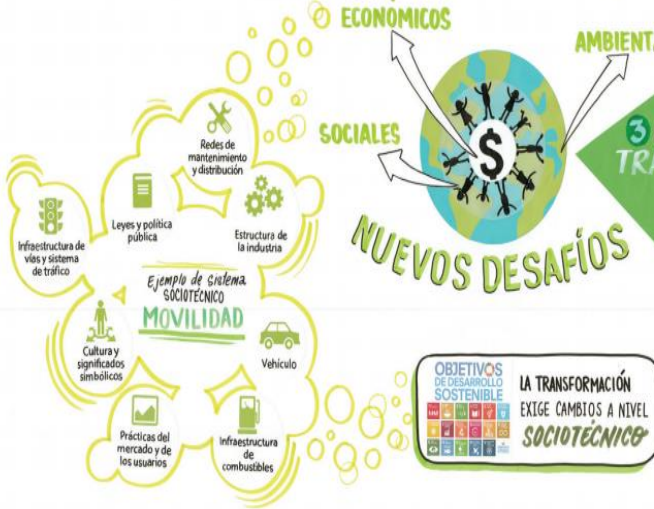 ECONÓMICOS
AMBIENTA
SOCIALES
$
3
TRA
NUEVOS DESAFÍOS
Redes de
mantenimiento
y distribución
Leyes y política
pública
Estructura de
la industria
Infraestructura de
vías y sistema
de tráfico
Ejemplo de Sistema
SOCIOTÉCNICO
MOVILIDAD
Cultura y
significados
simbólicos
Vehículo
Prácticas del
mercado y de
los usuarios
Infraestructura
de
combustibles
OBJETIVOS
DE DESARROLLO
SOSTENIBLE
LA TRANSFORMACIÓN
EXIGE CAMBIOS A NIVEL
SOCIOTÉCNICO